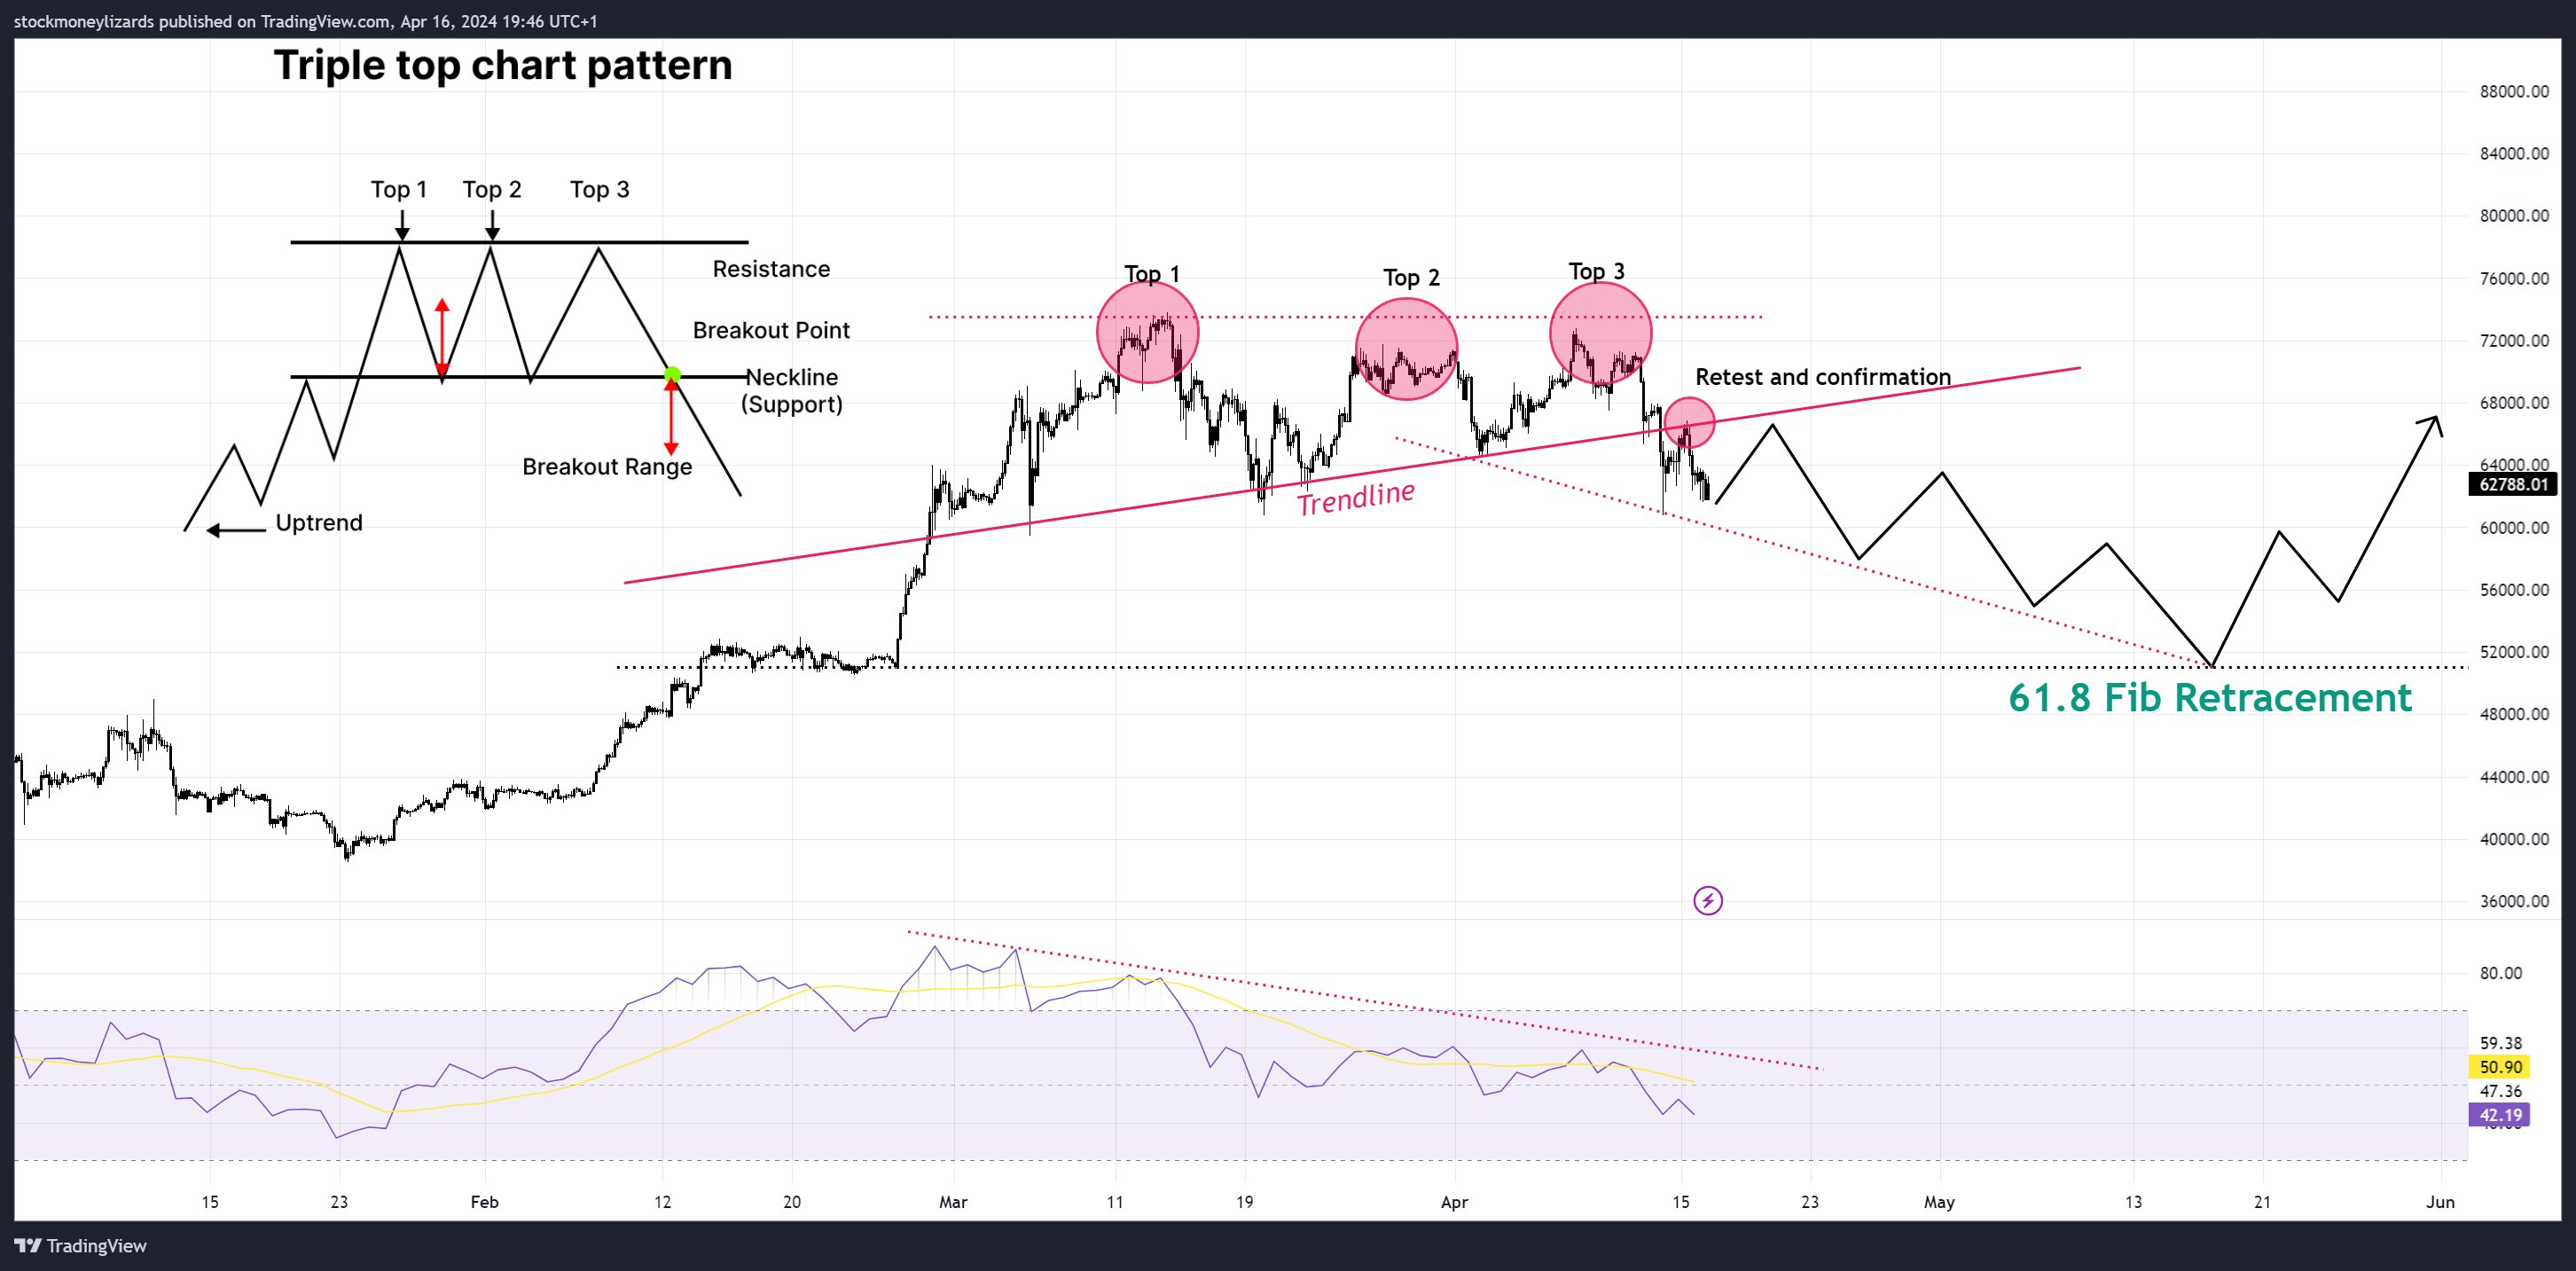 stockmoneylizards published on TradingView.com, Apr 16, 2024 19:46 UTC+1
Triple top chart pattern
Top 1
Top 2
Top 3
Resistance
Breakout Point
Neckline
(Support)
Breakout Range
Uptrend
Top 1
Top 2
Top 3
Retest and confirmation
Trendline
61.8 Fib Retracement
88000.00
84000.00
80000.00
76000.00
72000.00
68000.00
64000.00
62788.01
60000.00
56000.00
52000.00
48000.00
44000.00
40000.00
36000.00
80.00
59.38
50.90
47.36
42.19
15 23 Feb 12 20 Mar 11 19 Apr 15 23 May 13 21 Jun
TradingView